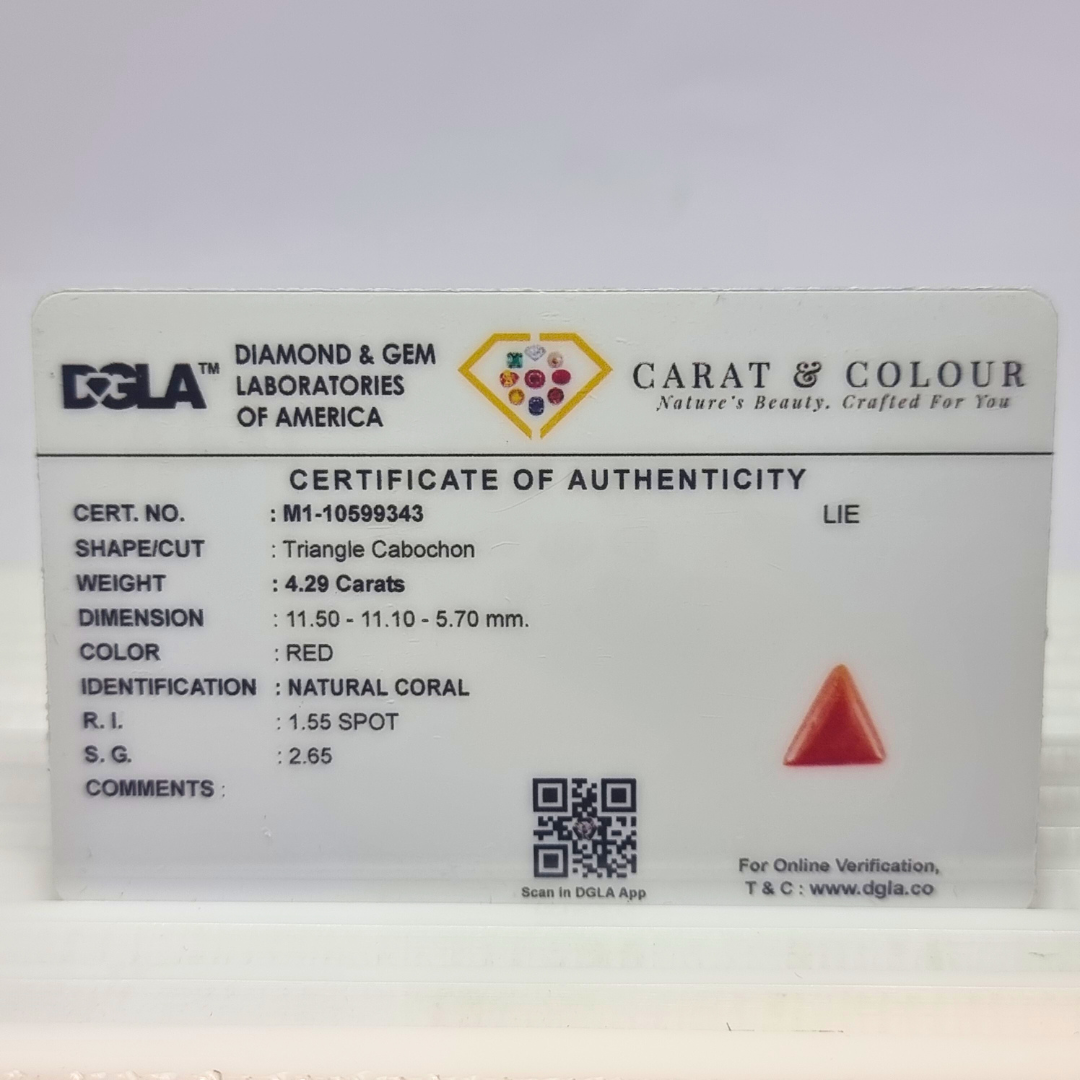 DGLA™
DIAMOND & GEM
LABORATORIES
OF AMERICA
CARAT & COLOUR
Nature's Beauty. Crafted For You
CERTIFICATE OF AUTHENTICITY
CERT. NO. : M1-10599343
LIE
SHAPE/CUT : Triangle Cabochon
WEIGHT : 4.29 Carats
DIMENSION : 11.50 - 11.10 - 5.70 mm.
COLOR : RED
IDENTIFICATION : NATURAL CORAL
R. I. : 1.55 SPOT
S. G. : 2.65
COMMENTS :
Scan in DGLA App
For Online Verification,
T & C : www.dgla.co